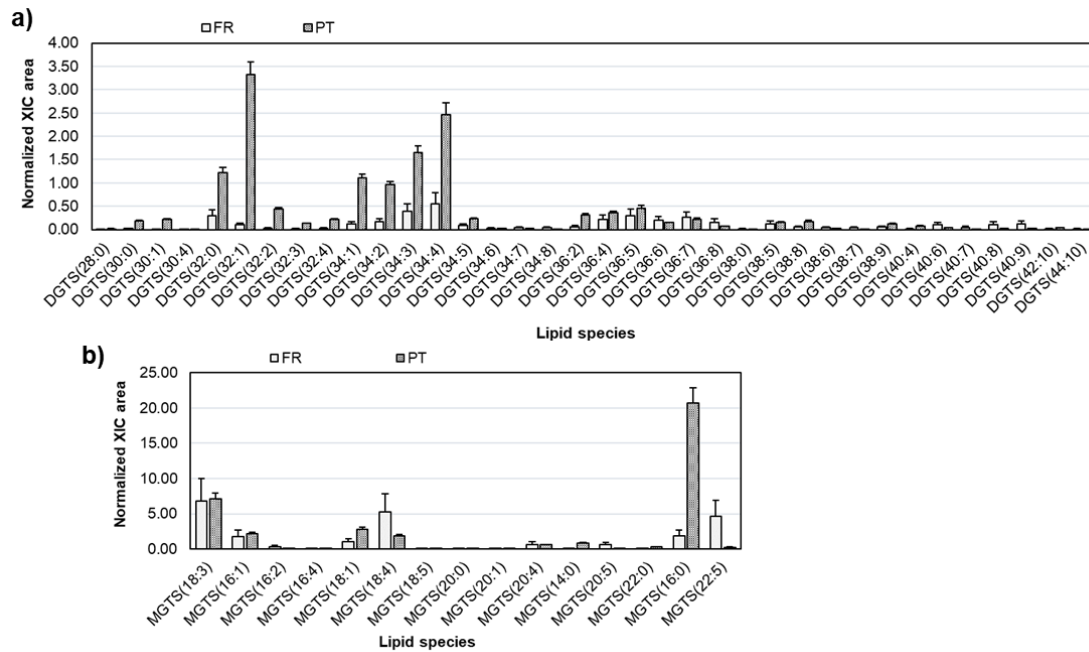 a)
FR PT
4.00
3.50
3.00
2.50
2.00
1.50
1.00
0.50
0.00
Normalized XIC area
DGTS(28:0) DGTS(30:0) DGTS(30:1) DGTS(30:4) DGTS(32:0) DGTS(32:1) DGTS(32:2) DGTS(32:3) DGTS(32:4) DGTS(34:1) DGTS(34:2) DGTS(34:3) DGTS(34:4) DGTS(34:5) DGTS(34:6) DGTS(34:7) DGTS(34:8) DGTS(36:2) DGTS(36:4) DGTS(36:5) DGTS(36:6) DGTS(36:7) DGTS(36:8) DGTS(38:0) DGTS(38:5) DGTS(38:8) DGTS(38:6) DGTS(38:7) DGTS(38:9) DGTS(40:4) DGTS(40:6) DGTS(40:7) DGTS(40:8) DGTS(40:9) DGTS(42:10) DGTS(44:10)
Lipid species
b)
FR PT
25.00
20.00
15.00
10.00
5.00
0.00
Normalized XIC area
MGTS(18:3) MGTS(16:1) MGTS(16:2) MGTS(16:4) MGTS(18:1) MGTS(18:4) MGTS(18:5) MGTS(20:0) MGTS(20:1) MGTS(20:4) MGTS(14:0) MGTS(20:5) MGTS(22:0) MGTS(16:0) MGTS(22:5)
Lipid species